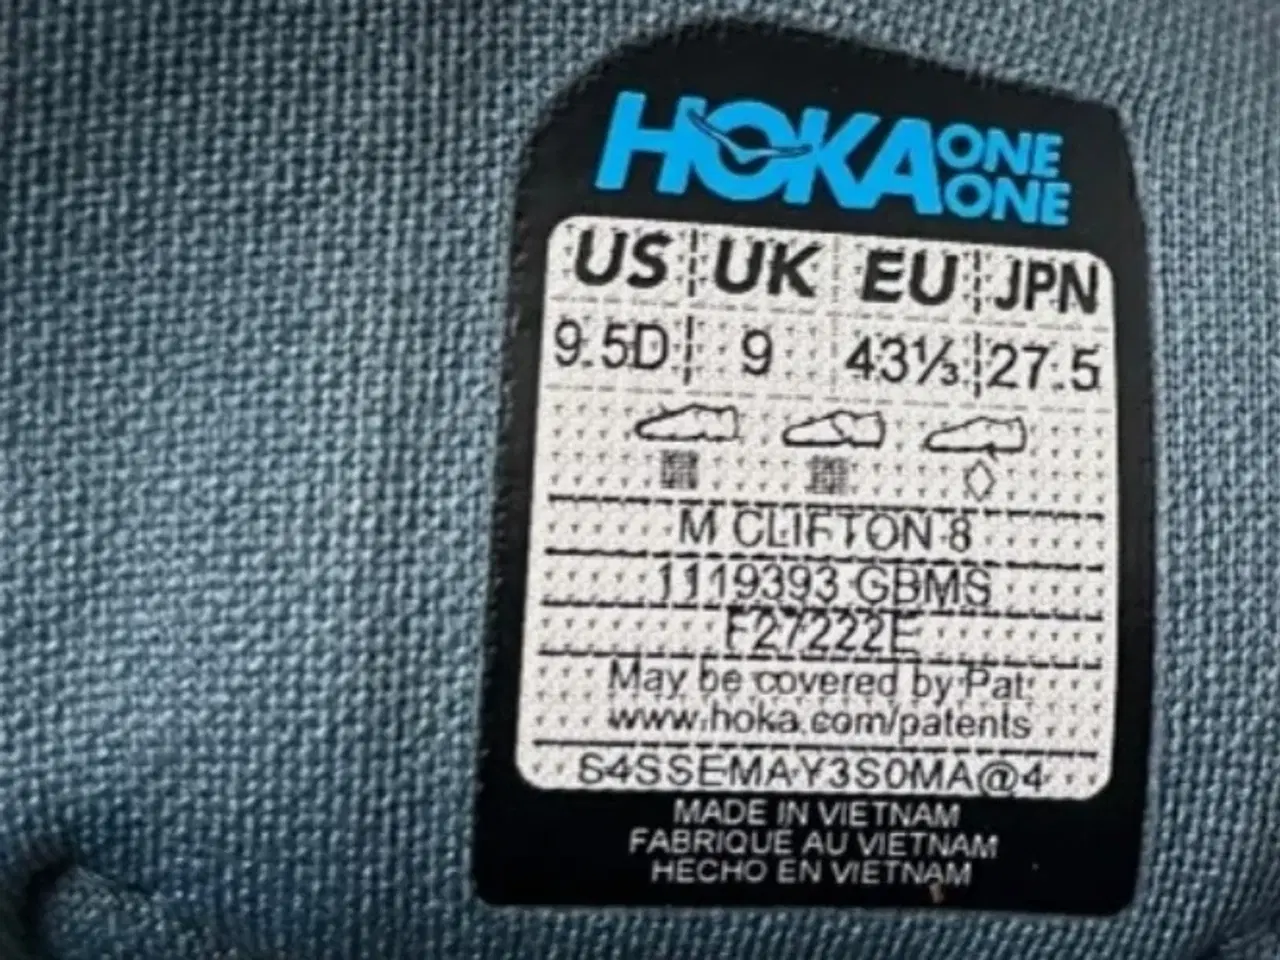 HOKA ONE ONE
US UK EU JPN
9.5D 9 43⅓ 27.5
M CLIFTON 8
1119393 GBMS
F27222E
May be covered by Pat:
www.hoka.com/patents
S4SSEMAY3S0MA@4
MADE IN VIETNAM
FABRIQUE AU VIETNAM
HECHO EN VIETNAM